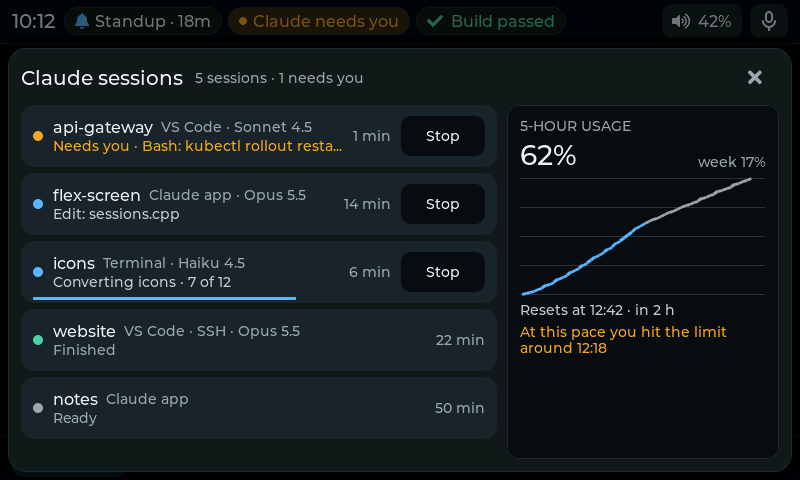 10:12
Standup · 18m
Claude needs you
Build passed
42%
Claude sessions
5 sessions · 1 needs you
api-gateway VS Code · Sonnet 4.5
Needs you · Bash: kubectl rollout resta...
1 min
Stop
flex-screen Claude app · Opus 5.5
Edit: sessions.cpp
14 min
Stop
icons Terminal · Haiku 4.5
Converting icons · 7 of 12
6 min
Stop
website VS Code · SSH · Opus 5.5
Finished
22 min
notes Claude app
Ready
50 min
5-HOUR USAGE
62%
week 17%
Resets at 12:42 · in 2 h
At this pace you hit the limit
around 12:18